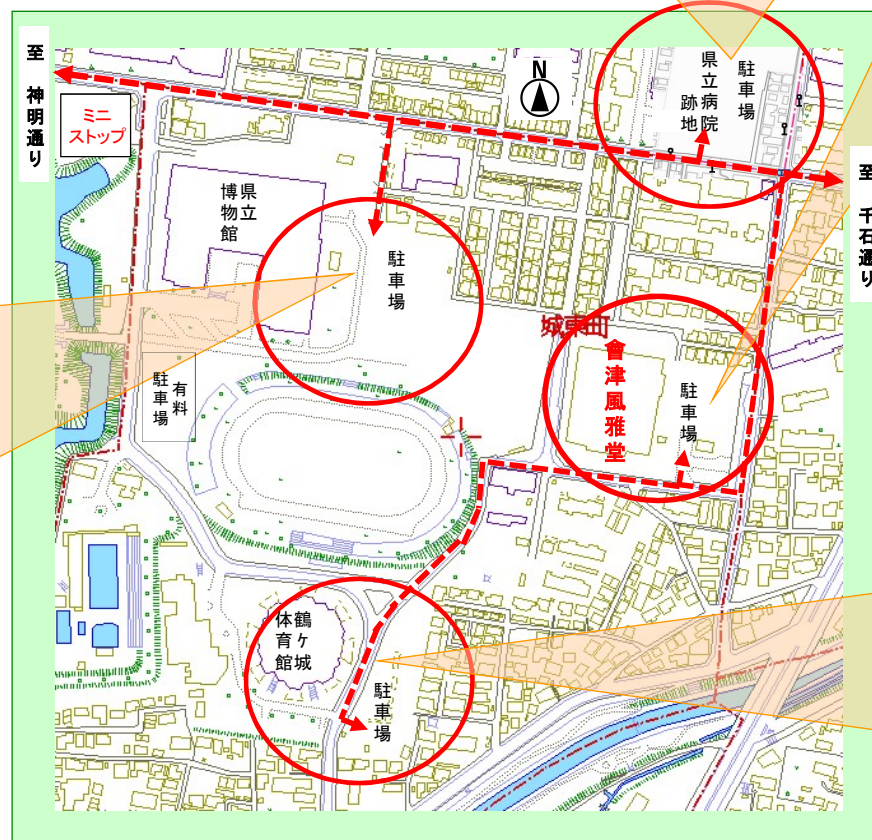 至 神明通り
ミニ
ストップ
N
駐車場
県立病院
跡地
至 千石通り
県立
博物館
駐車場
城東町
會津風雅堂
駐車場
有料
駐車場
鶴ケ城
体育館
駐車場